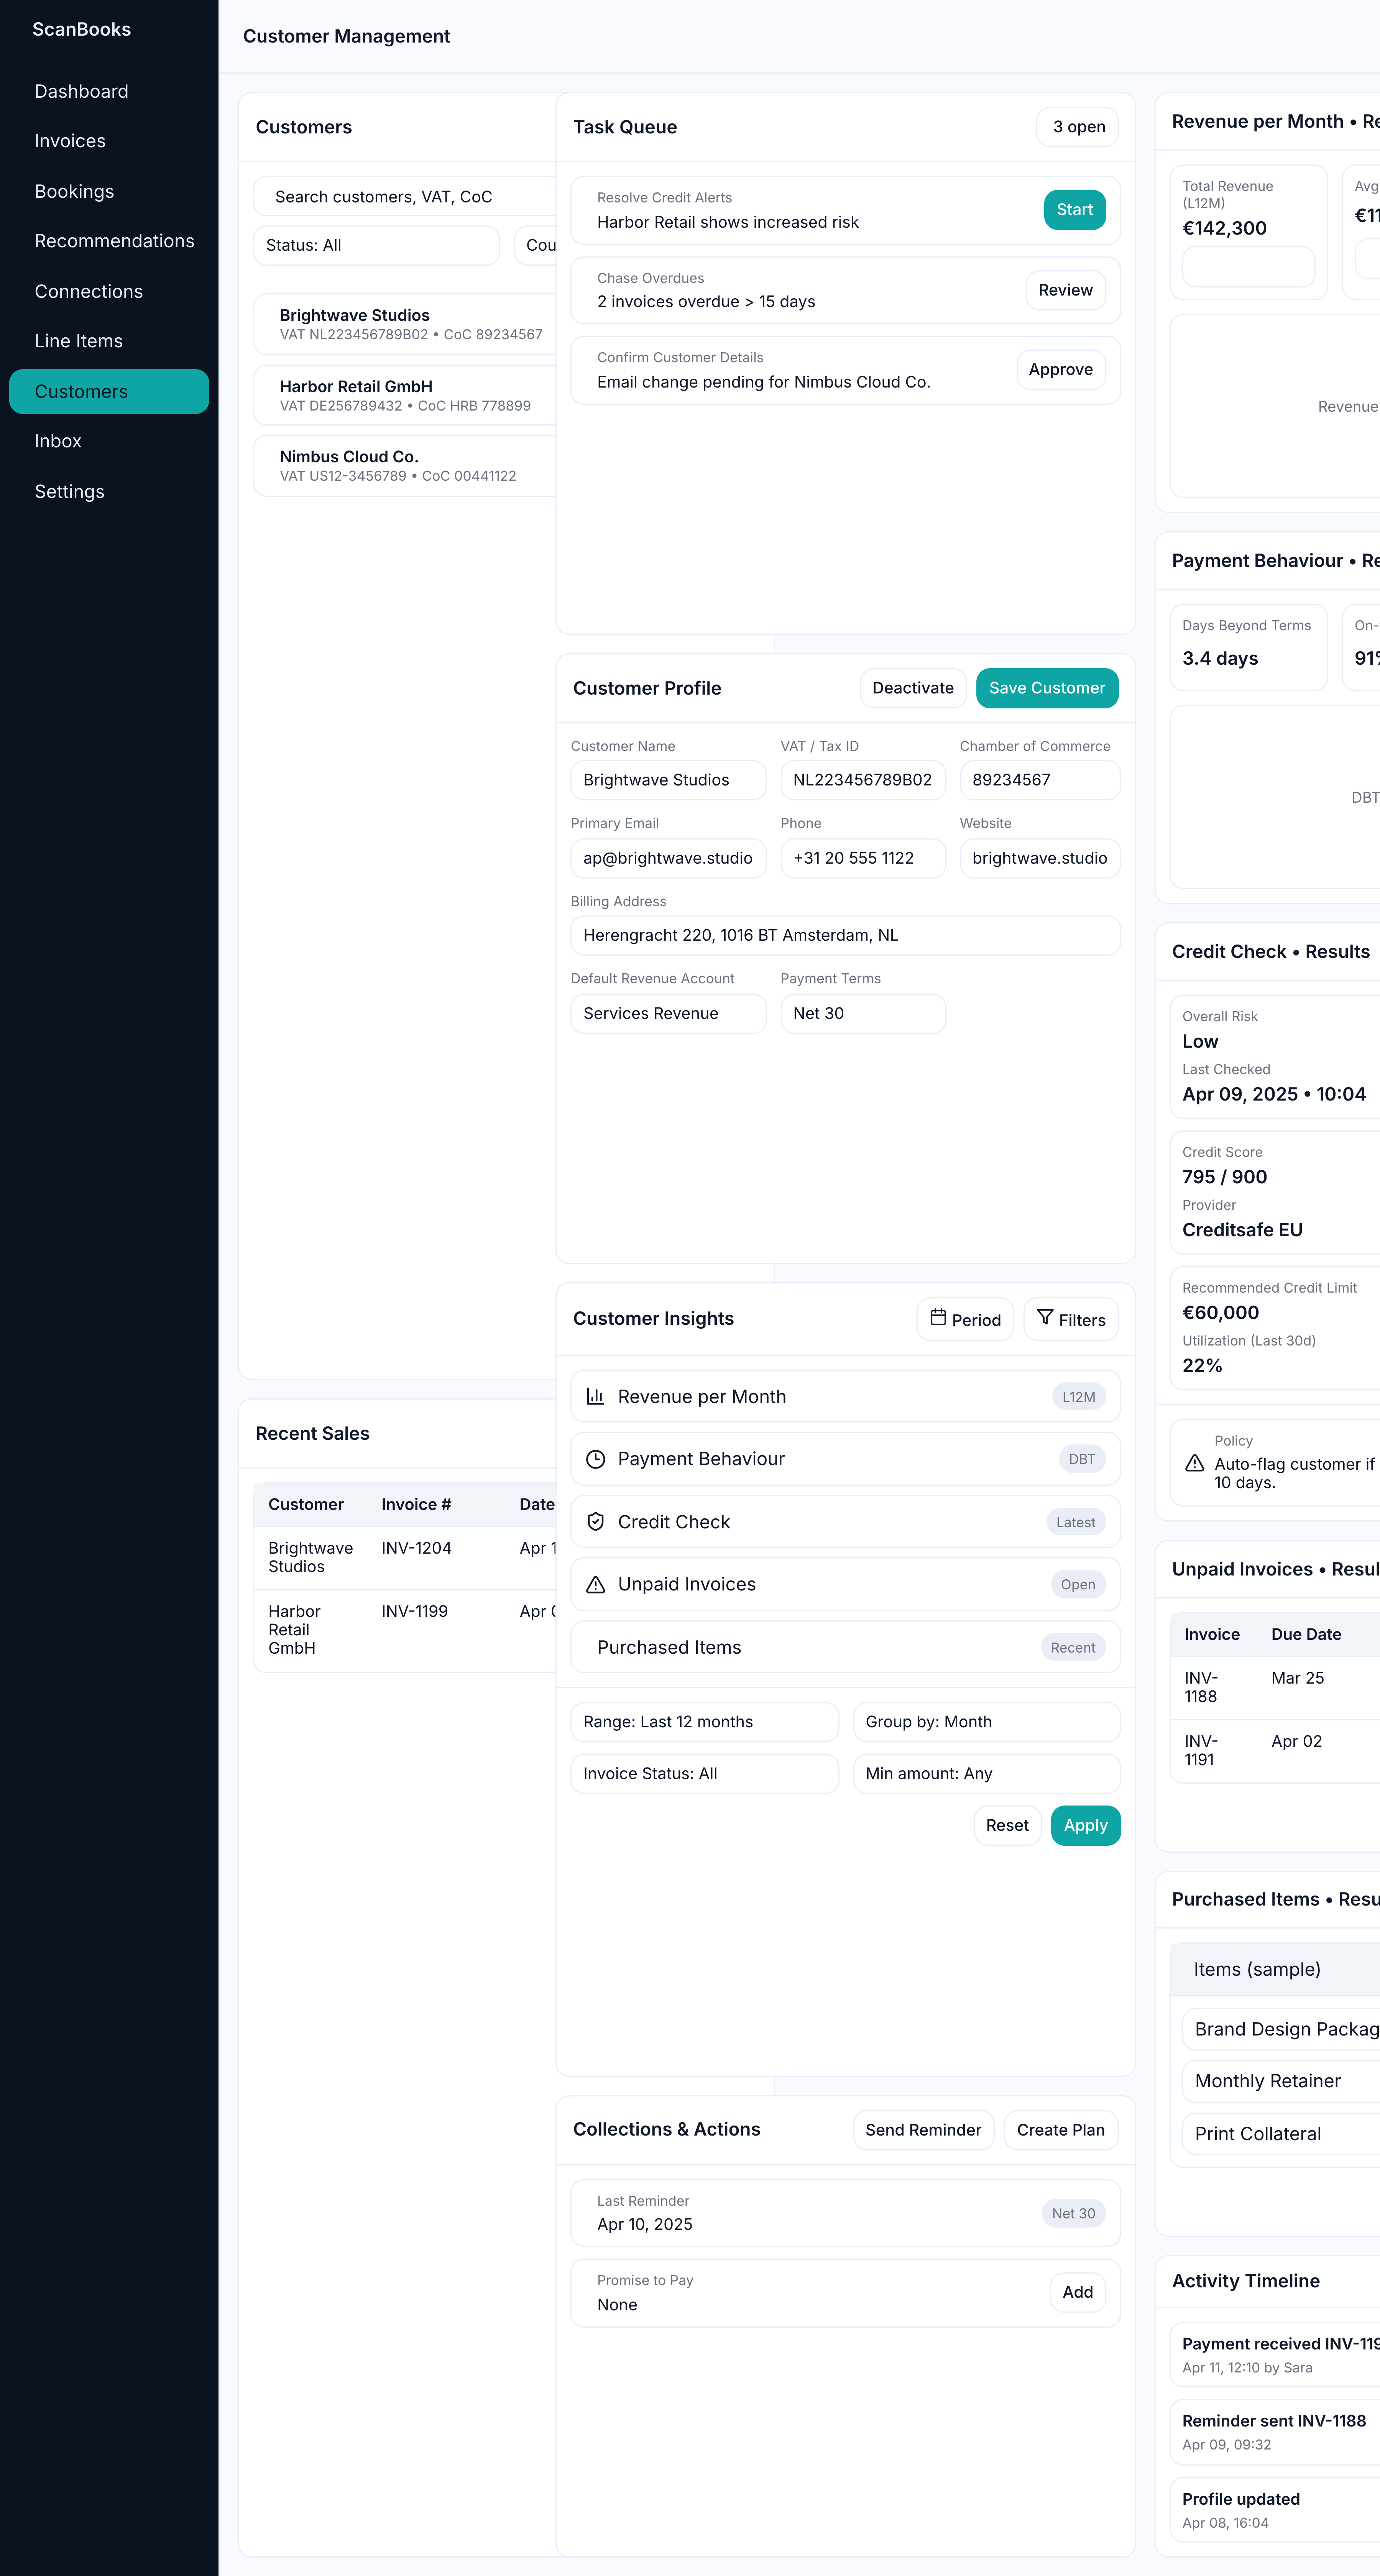 ScanBooks
Dashboard
Invoices
Bookings
Recommendations
Connections
Line Items
Customers
Inbox
Settings
Customer Management
Customers
Search customers, VAT, CoC
Status: All
Cou
Brightwave Studios
VAT NL223456789B02 • CoC 89234567
Harbor Retail GmbH
VAT DE256789432 • CoC HRB 778899
Nimbus Cloud Co.
VAT US12-3456789 • CoC 00441122
Recent Sales
Customer Invoice # Date
Brightwave INV-1204 Apr 1
Studios
Harbor INV-1199 Apr 0
Retail
GmbH
Task Queue
3 open
Resolve Credit Alerts
Harbor Retail shows increased risk
Start
Chase Overdues
2 invoices overdue > 15 days
Review
Confirm Customer Details
Email change pending for Nimbus Cloud Co.
Approve
Customer Profile
Deactivate
Save Customer
Customer Name VAT / Tax ID Chamber of Commerce
Brightwave Studios NL223456789B02 89234567
Primary Email Phone Website
ap@brightwave.studio +31 20 555 1122 brightwave.studio
Billing Address
Herengracht 220, 1016 BT Amsterdam, NL
Default Revenue Account Payment Terms
Services Revenue Net 30
Customer Insights
Period
Filters
Revenue per Month L12M
Payment Behaviour DBT
Credit Check Latest
Unpaid Invoices Open
Purchased Items Recent
Range: Last 12 months Group by: Month
Invoice Status: All Min amount: Any
Reset Apply
Collections & Actions
Send Reminder
Create Plan
Last Reminder
Apr 10, 2025
Net 30
Promise to Pay
None
Add
Revenue per Month • Re
Total Revenue
(L12M)
€142,300
Avg
€11
Revenue
Payment Behaviour • Re
Days Beyond Terms
3.4 days
On-
91%
DBT
Credit Check • Results
Overall Risk
Low
Last Checked
Apr 09, 2025 • 10:04
Credit Score
795 / 900
Provider
Creditsafe EU
Recommended Credit Limit
€60,000
Utilization (Last 30d)
22%
Policy
Auto-flag customer if
10 days.
Unpaid Invoices • Resul
Invoice Due Date
INV- Mar 25
1188
INV- Apr 02
1191
Purchased Items • Resu
Items (sample)
Brand Design Packag
Monthly Retainer
Print Collateral
Activity Timeline
Payment received INV-119
Apr 11, 12:10 by Sara
Reminder sent INV-1188
Apr 09, 09:32
Profile updated
Apr 08, 16:04